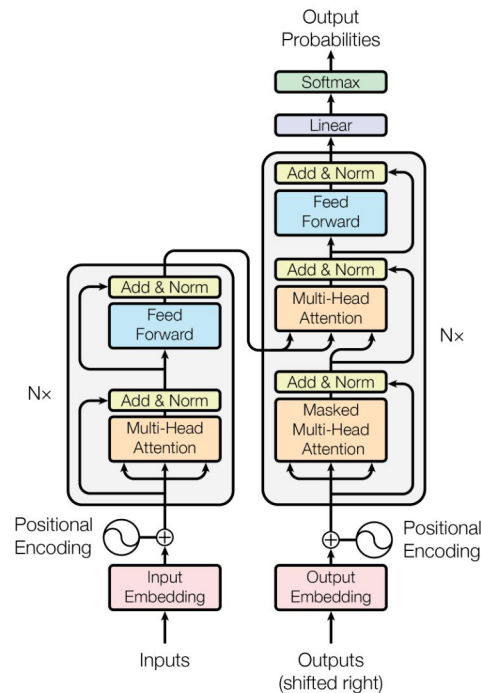 Output
Probabilities
Softmax
Linear
Add & Norm
Feed
Forward
Add & Norm
Multi-Head
Attention
Add & Norm
Masked
Multi-Head
Attention
N×
Add & Norm
Feed
Forward
Add & Norm
Multi-Head
Attention
N×
Positional
Encoding
Positional
Encoding
Input
Embedding
Output
Embedding
Inputs
Outputs
(shifted right)